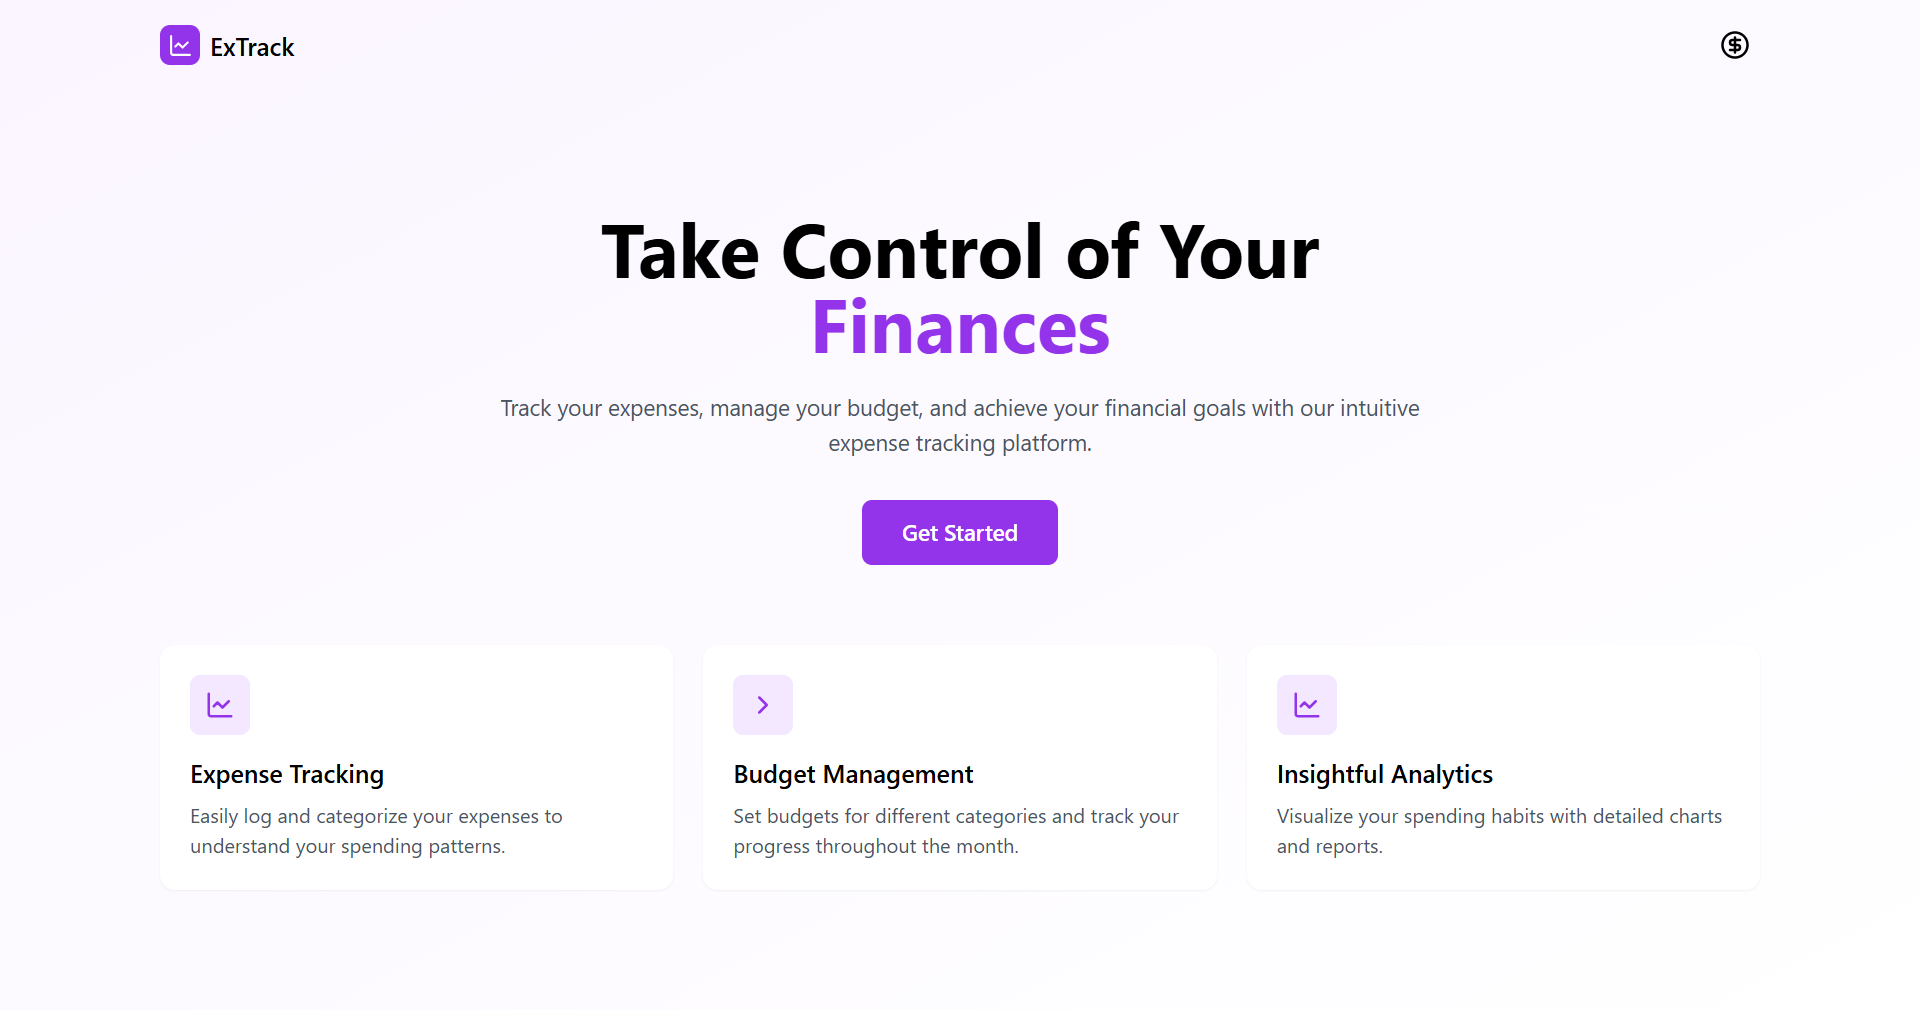 ExTrack
Take Control of Your
Finances
Track your expenses, manage your budget, and achieve your financial goals with our intuitive
expense tracking platform.
Get Started
Expense Tracking
Easily log and categorize your expenses to
understand your spending patterns.
Budget Management
Set budgets for different categories and track your
progress throughout the month.
Insightful Analytics
Visualize your spending habits with detailed charts
and reports.